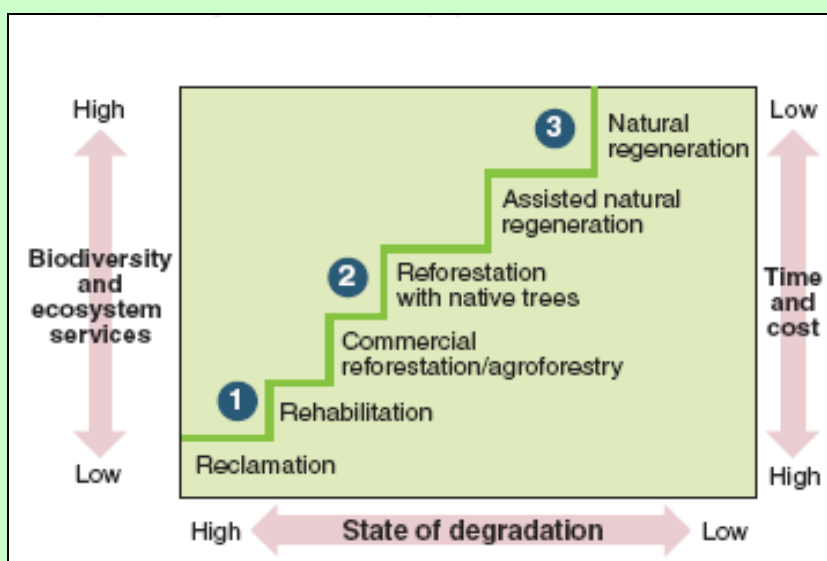 High
Biodiversity
and
ecosystem
services
Low
3
Natural
regeneration
Assisted natural
regeneration
2
Reforestation
with native trees
Commercial
reforestation/agroforestry
1
Rehabilitation
Reclamation
Low
Time
and
cost
High
High
State of degradation
Low